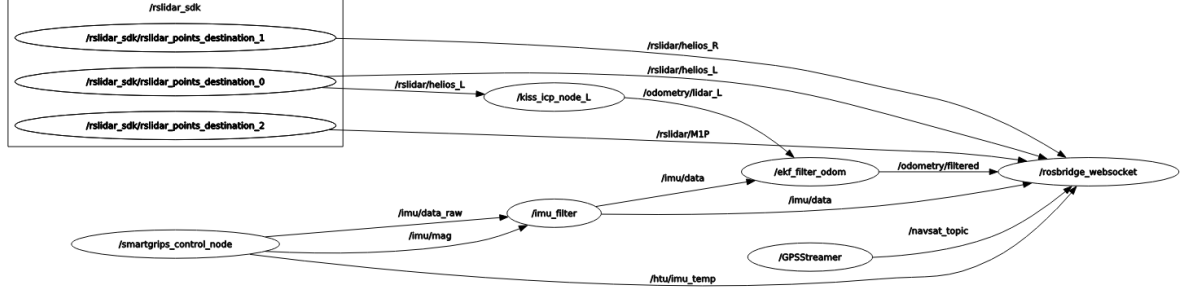 /rslidar_sdk
/rslidar_sdk/rslidar_points_destination_1
/rslidar/helios_R
/rslidar_sdk/rslidar_points_destination_0
/rslidar/helios_L
/rslidar/helios_L
/kiss_icp_node_L
/odometry/lidar_L
/rslidar_sdk/rslidar_points_destination_2
/rslidar/M1P
/ekf_filter_odom
/odometry/filtered
/rosbridge_websocket
/imu/data
/imu/data
/imu_filter
/imu/data_raw
/imu/mag
/smartgrips_control_node
/navsat_topic
/GPSStreamer
/htu/imu_temp